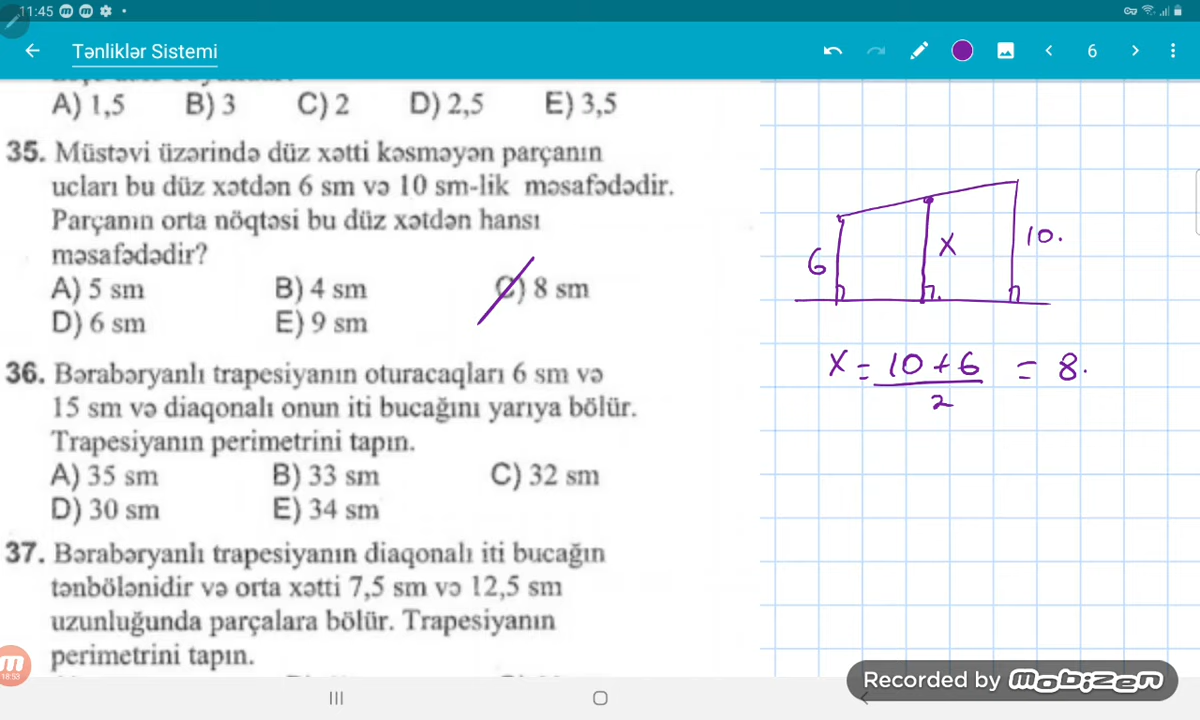 11:45
Tənliklər Sistemi
6
A) 1,5 B) 3 C) 2 D) 2,5 E) 3,5
35. Müstəvi üzərində düz xətti kəsməyən parçanın
ucları bu düz xətdən 6 sm və 10 sm-lik məsafədədir.
Parçanın orta nöqtəsi bu düz xətdən hansı
məsafədədir?
A) 5 sm B) 4 sm C) 8 sm
D) 6 sm E) 9 sm
36. Bərabəryanlı trapesiyanın oturacaqları 6 sm və
15 sm və diaqonalı onun iti bucağını yarıya bölür.
Trapesiyanın perimetrini tapın.
A) 35 sm B) 33 sm C) 32 sm
D) 30 sm E) 34 sm
37. Bərabəryanlı trapesiyanın diaqonalı iti bucağın
tənbölənidir və orta xətti 7,5 sm və 12,5 sm
uzunluğunda parçalara bölür. Trapesiyanın
perimetrini tapın.
6 x 10.
x = 10 + 6 = 8.
2
18:53
Recorded by mobizen